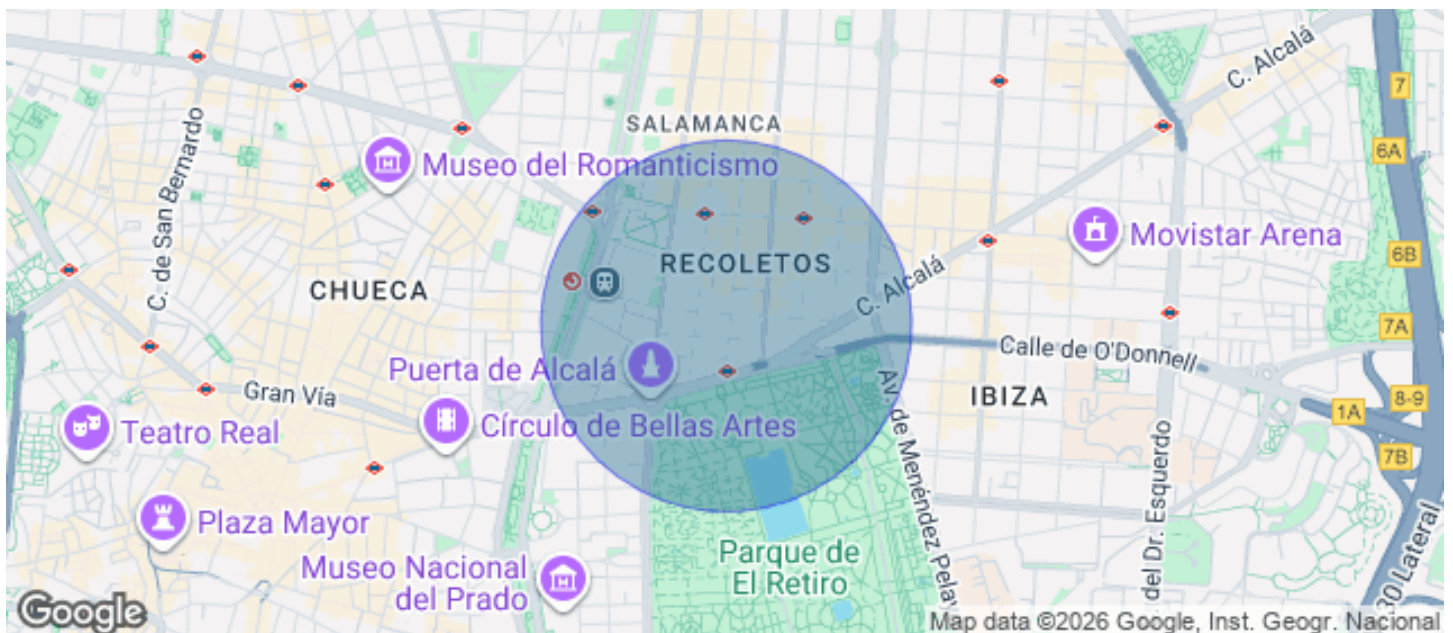 C. Alcalá
7
SALAMANCA
6A
Museo del Romanticismo
C. de San Bernardo
Movistar Arena
6B
RECOLETOS
CHUECA
C. Alcalá
7A
Calle de O'Donnell
Puerta de Alcalá
Gran Vía
IBIZA
8-9
1A
Círculo de Bellas Artes
Teatro Real
7B
Av. de Menéndez Pelay
del Dr. Esquerdo
Plaza Mayor
Parque de
El Retiro
Museo Nacional
del Prado
30 Lateral
Google
Map data ©2026 Google, Inst. Geogr. Nacional